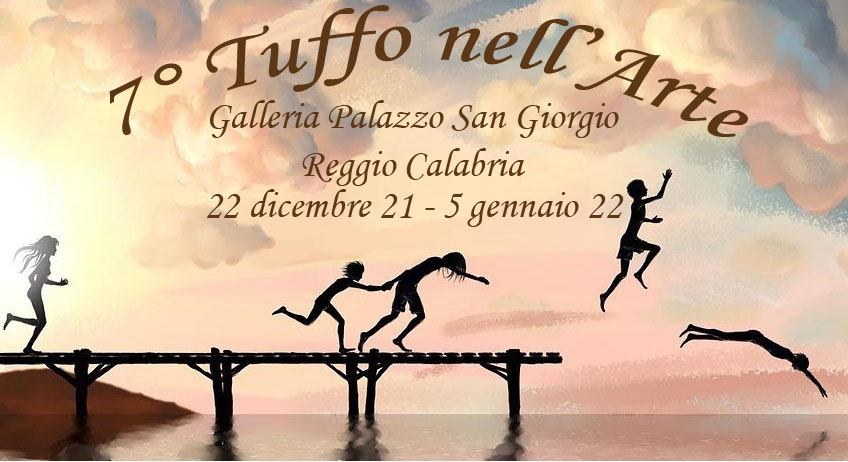 7° Tuffo nell'Arte
Galleria Palazzo San Giorgio
Reggio Calabria
22 dicembre 21 - 5 gennaio 22